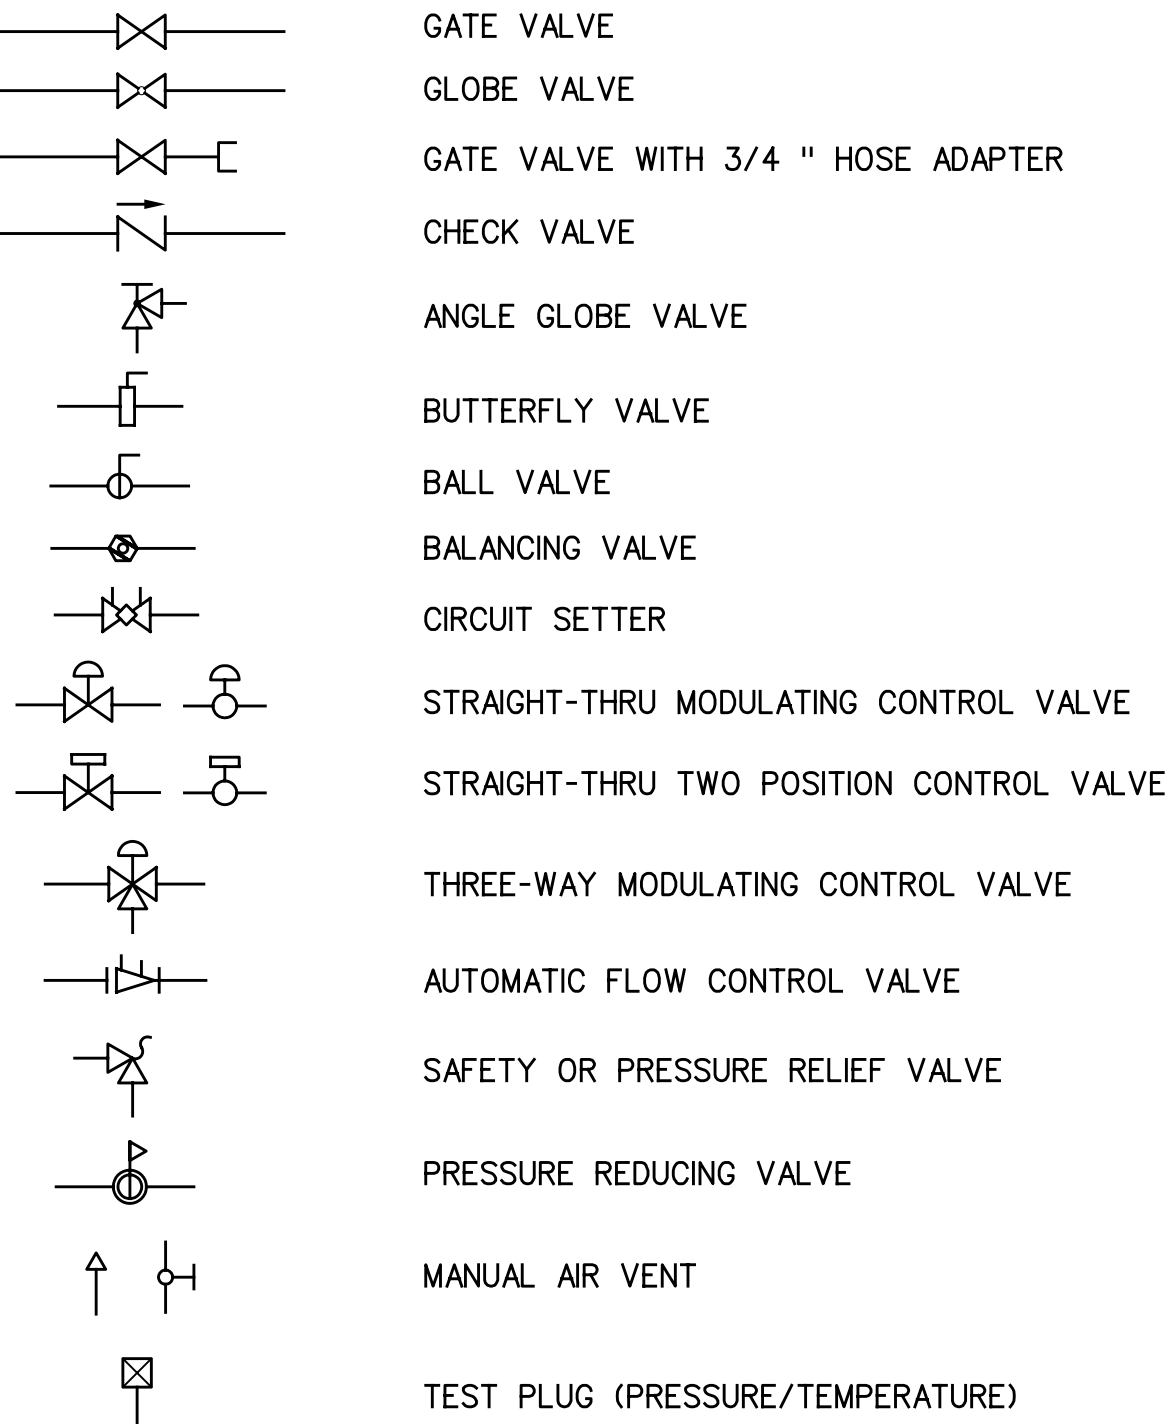 GATE VALVE
GLOBE VALVE
GATE VALVE WITH 3/4 " HOSE ADAPTER
CHECK VALVE
ANGLE GLOBE VALVE
BUTTERFLY VALVE
BALL VALVE
BALANCING VALVE
CIRCUIT SETTER
STRAIGHT-THRU MODULATING CONTROL VALVE
STRAIGHT-THRU TWO POSITION CONTROL VALVE
THREE-WAY MODULATING CONTROL VALVE
AUTOMATIC FLOW CONTROL VALVE
SAFETY OR PRESSURE RELIEF VALVE
PRESSURE REDUCING VALVE
MANUAL AIR VENT
TEST PLUG (PRESSURE/TEMPERATURE)